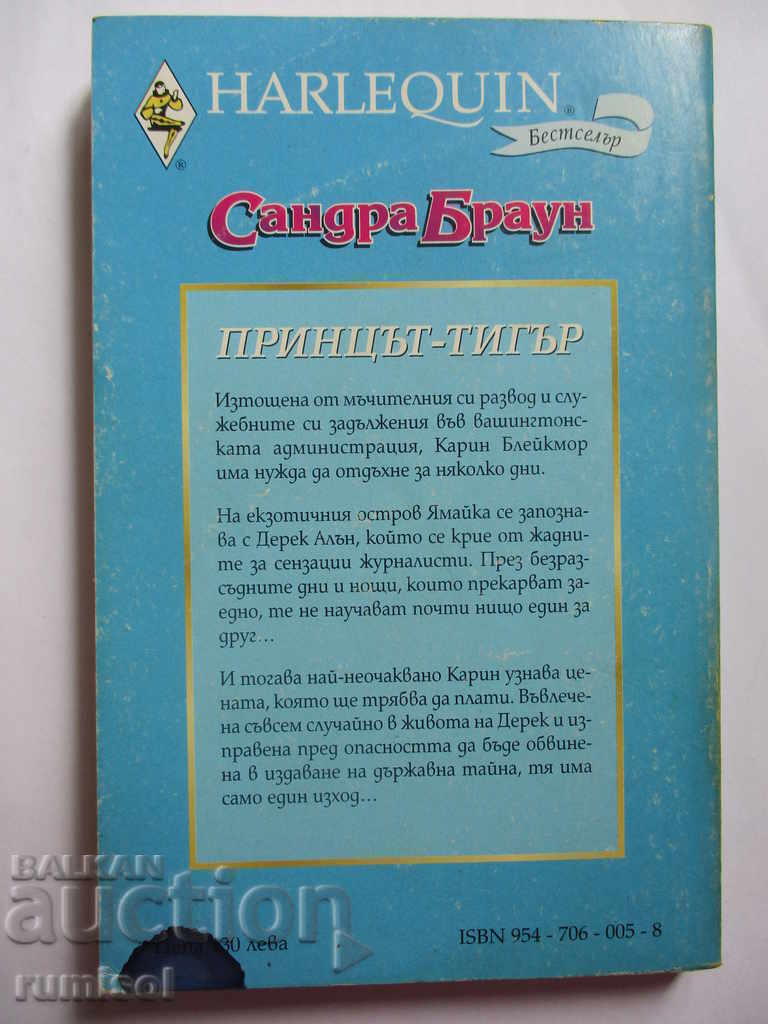 HARLEQUIN®
Бестселър
®
Сандра Браун
ПРИНЦЪТ-ТИГЪР
Изтощена от мъчителния си развод и слу-
жебните си задължения във вашингтонс-
ката администрация, Карин Блейкмор
има нужда да отдъхне за няколко дни.
На екзотичния остров Ямайка се запозна-
ва с Дерек Алън, който се крие от жадни-
те за сензации журналисти. През безраз-
съдните дни и нощи, които прекарват за-
едно, те не научават почти нищо един за
друг...
И тогава най-неочаквано Карин узнава це-
ната, която ще трябва да плати. Въвлече-
на съвсем случайно в живота на Дерек и из-
правена пред опасността да бъде обвине-
на в издаване на държавна тайна, тя има
само един изход...
BALKAN
auction
Цена 130 лева
ISBN 954 - 706 - 005 - 8
rumisol